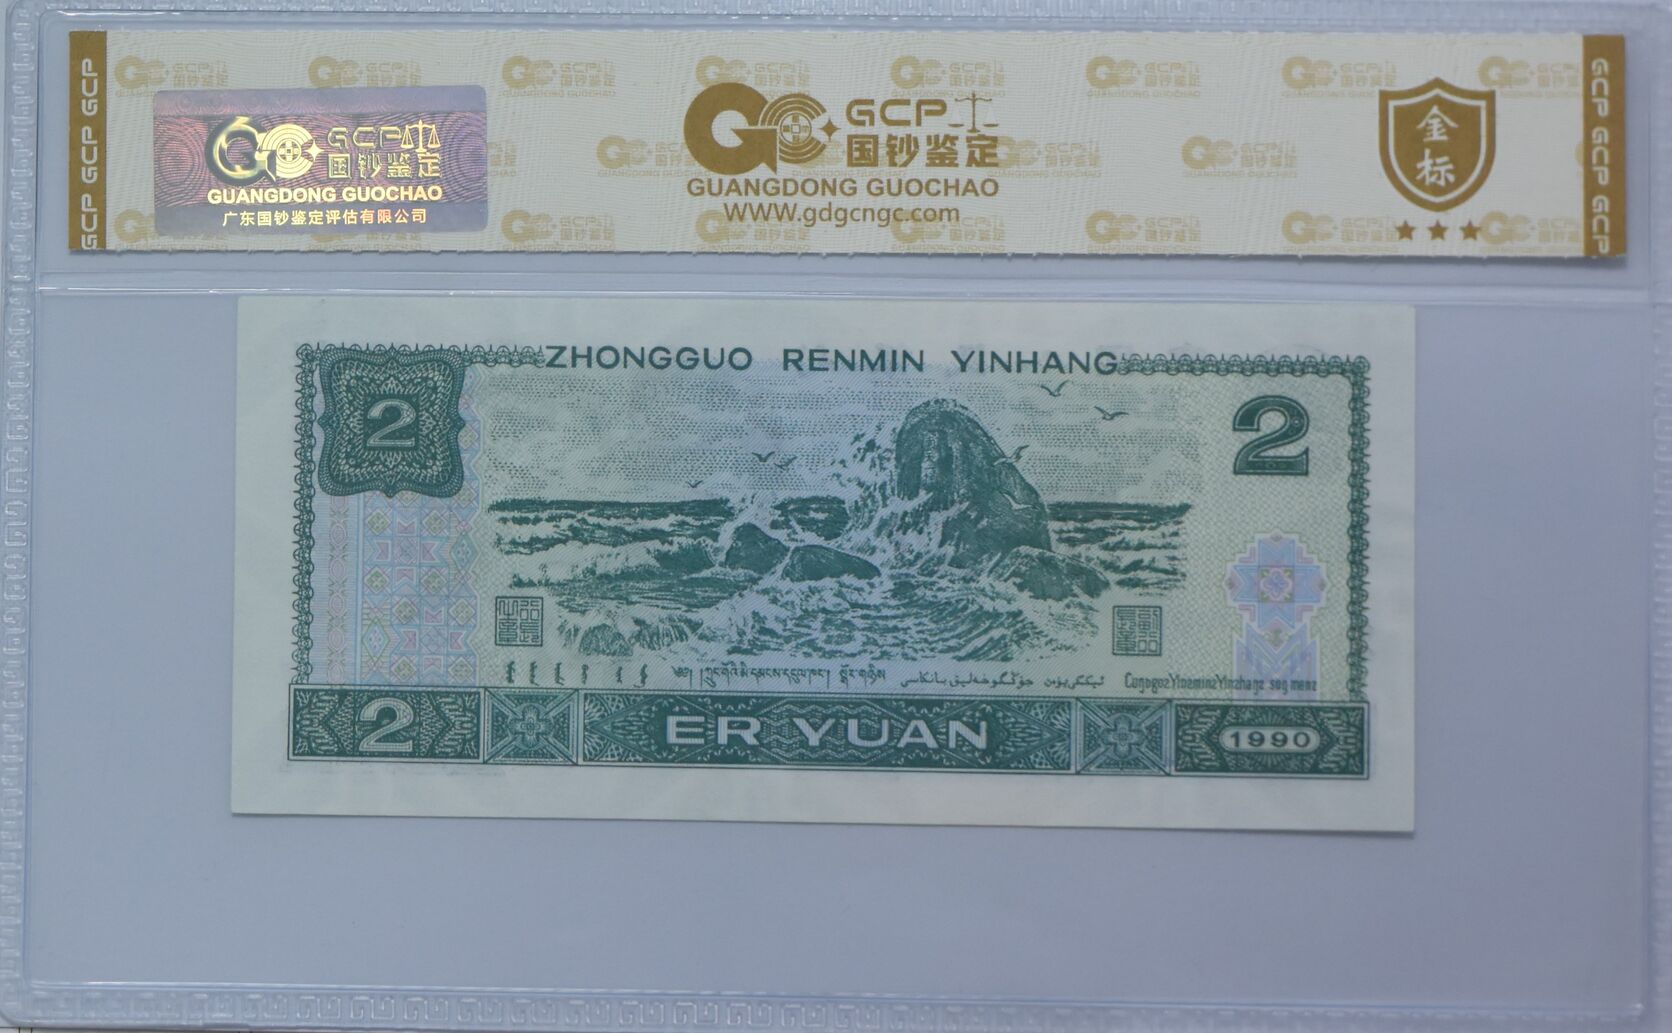 GCP GCP GCP
GCP
国钞鉴定
GUANGDONG GUOCHAO
广东国钞鉴定评估有限公司
GCP
国钞鉴定
GUANGDONG GUOCHAO
WWW.gdgcngc.com
金
标
GCP GCP GCP
ZHONGGUO RENMIN YINHANG
2
2
2
ER YUAN
1990